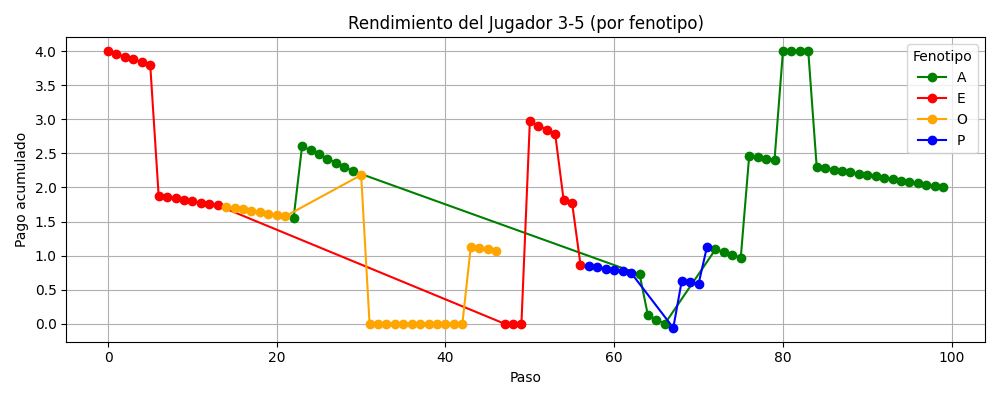 Rendimiento del Jugador 3-5 (por fenotipo)
Pago acumulado
4.0
3.5
3.0
2.5
2.0
1.5
1.0
0.5
0.0
Fenotipo
A
E
O
P
0 20 40 60 80 100
Paso